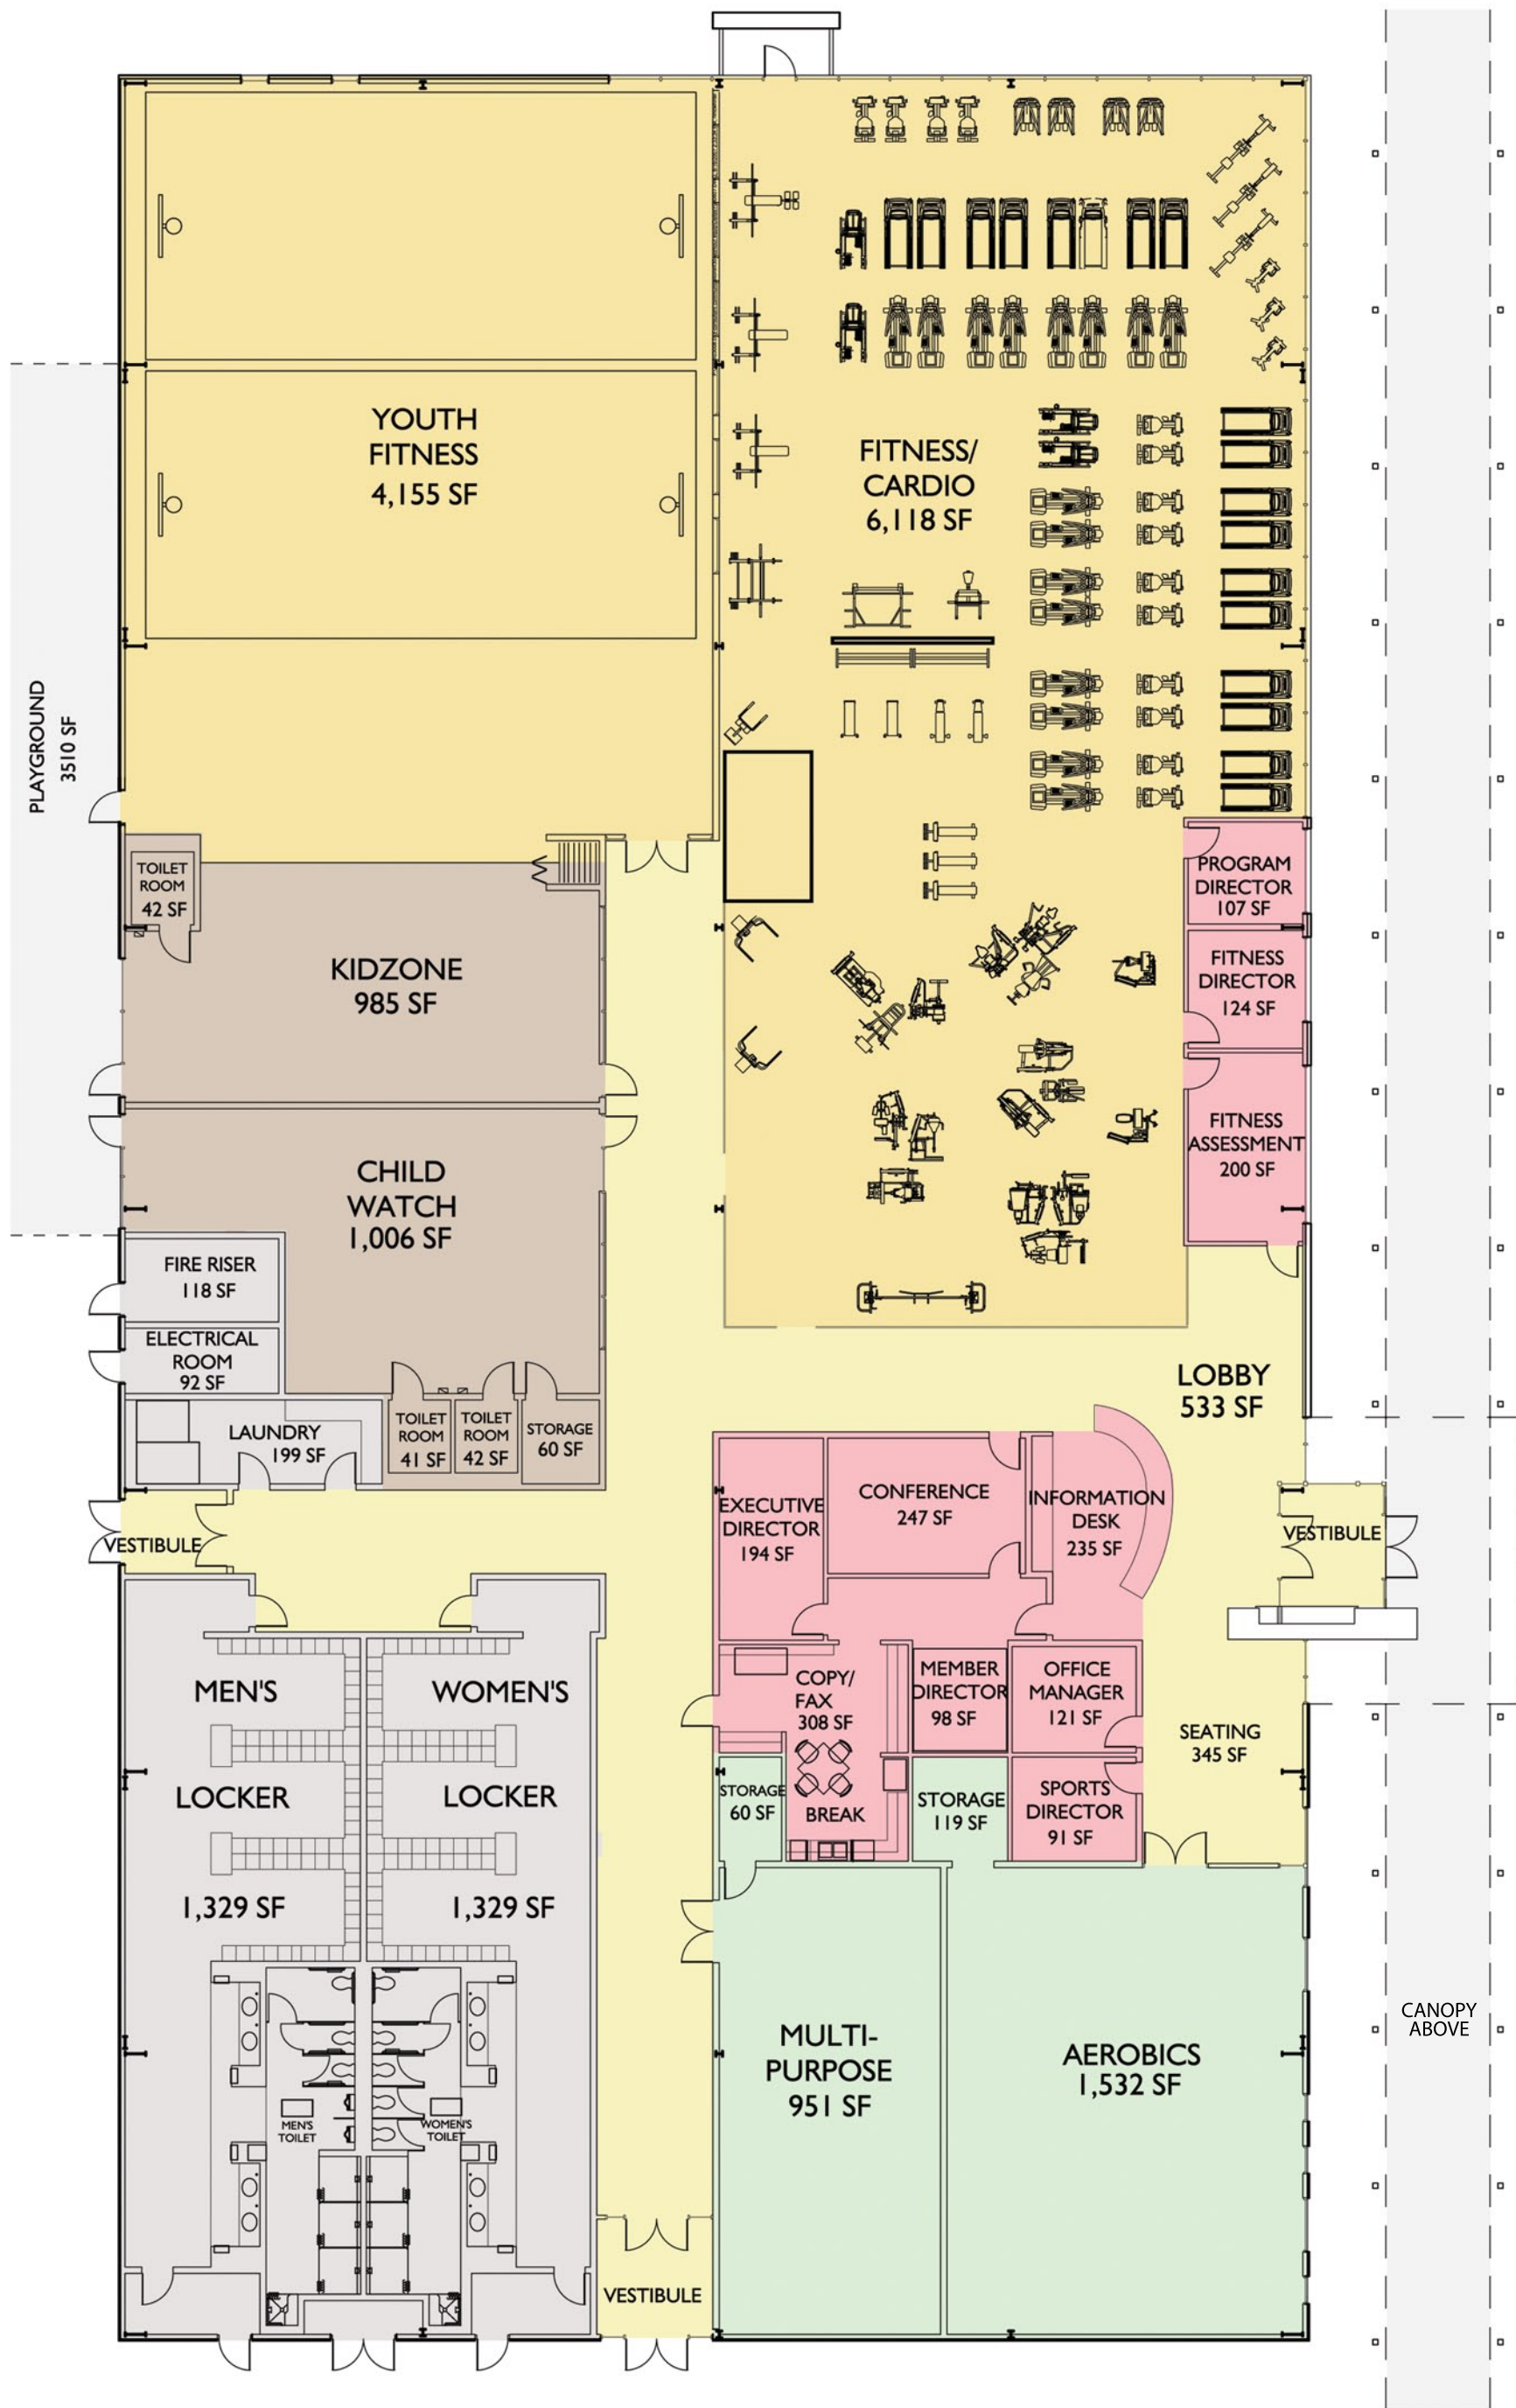 YOUTH
FITNESS
4,155 SF
FITNESS/
CARDIO
6,118 SF
PLAYGROUND
3510 SF
TOILET
ROOM
42 SF
KIDZONE
985 SF
PROGRAM
DIRECTOR
107 SF
FITNESS
DIRECTOR
124 SF
FITNESS
ASSESSMENT
200 SF
CHILD
WATCH
1,006 SF
FIRE RISER
118 SF
ELECTRICAL
ROOM
92 SF
LAUNDRY
199 SF
TOILET
ROOM
41 SF
TOILET
ROOM
42 SF
STORAGE
60 SF
LOBBY
533 SF
EXECUTIVE
DIRECTOR
194 SF
CONFERENCE
247 SF
INFORMATION
DESK
235 SF
VESTIBULE
VESTIBULE
MEN'S
LOCKER
1,329 SF
WOMEN'S
LOCKER
1,329 SF
COPY/
FAX
308 SF
MEMBER
DIRECTOR
98 SF
OFFICE
MANAGER
121 SF
SEATING
345 SF
STORAGE
60 SF
BREAK
STORAGE
119 SF
SPORTS
DIRECTOR
91 SF
MULTI-
PURPOSE
951 SF
AEROBICS
1,532 SF
CANOPY
ABOVE
MEN'S
TOILET
WOMEN'S
TOILET
VESTIBULE